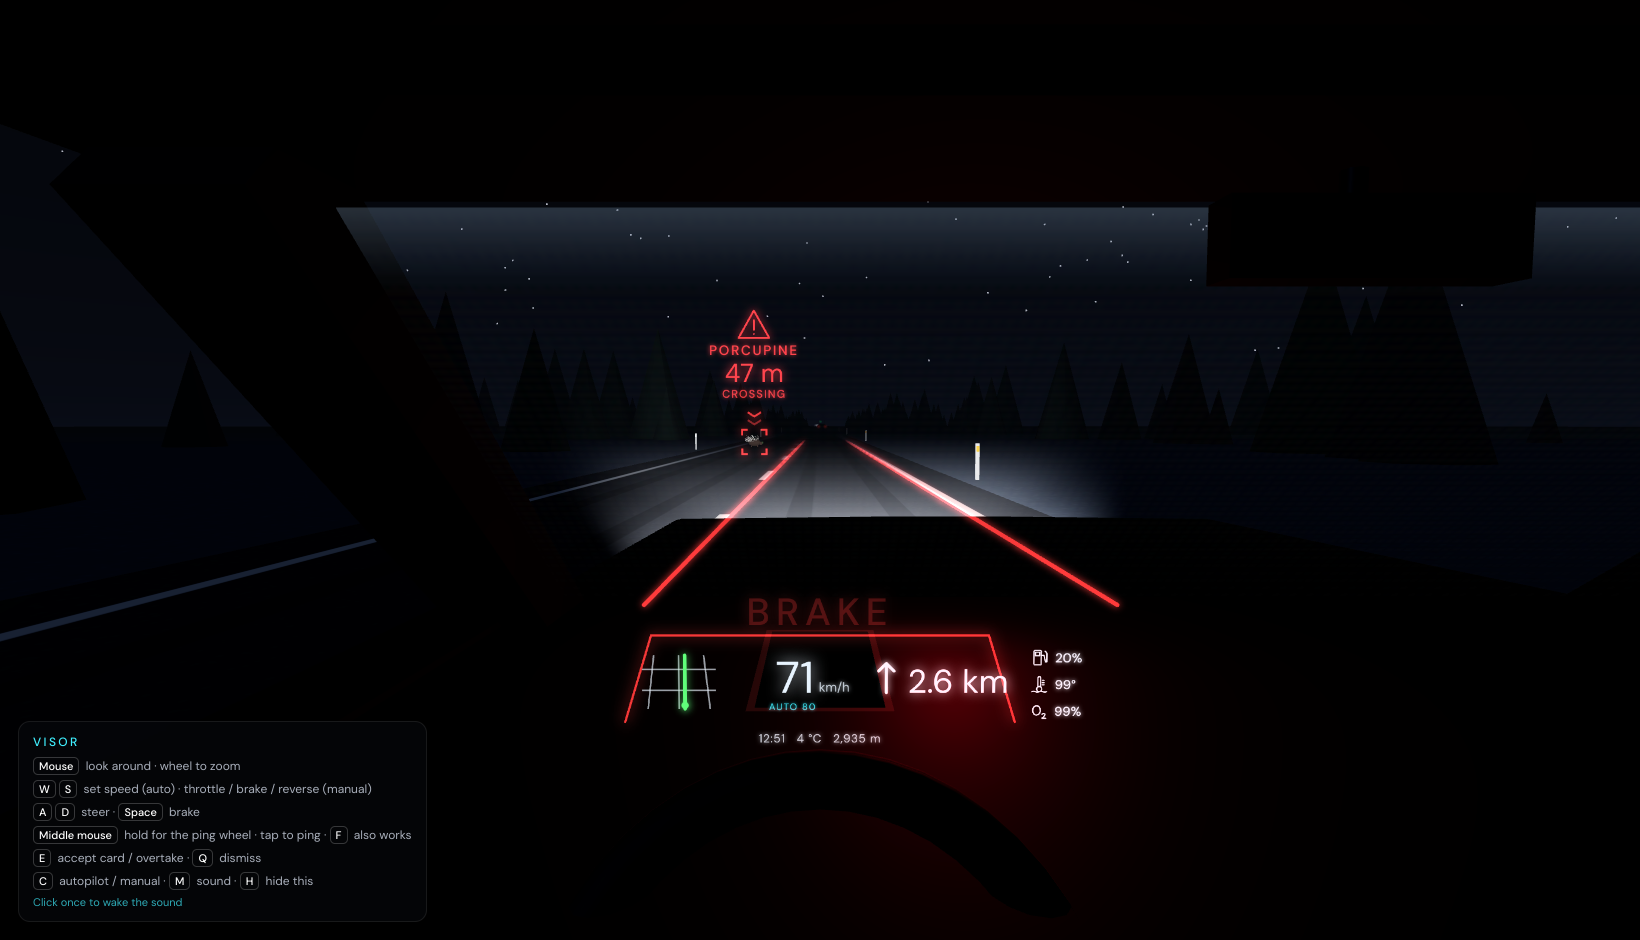 PORCUPINE
47 m
CROSSING
BRAKE
71 km/h
AUTO 80
2.6 km
20%
99°
O₂ 99%
12:51 4 °C 2,935 m
VISOR
Mouse look around · wheel to zoom
W S set speed (auto) · throttle / brake / reverse (manual)
A D steer · Space brake
Middle mouse hold for the ping wheel · tap to ping · F also works
E accept card / overtake · Q dismiss
C autopilot / manual · M sound · H hide this
Click once to wake the sound